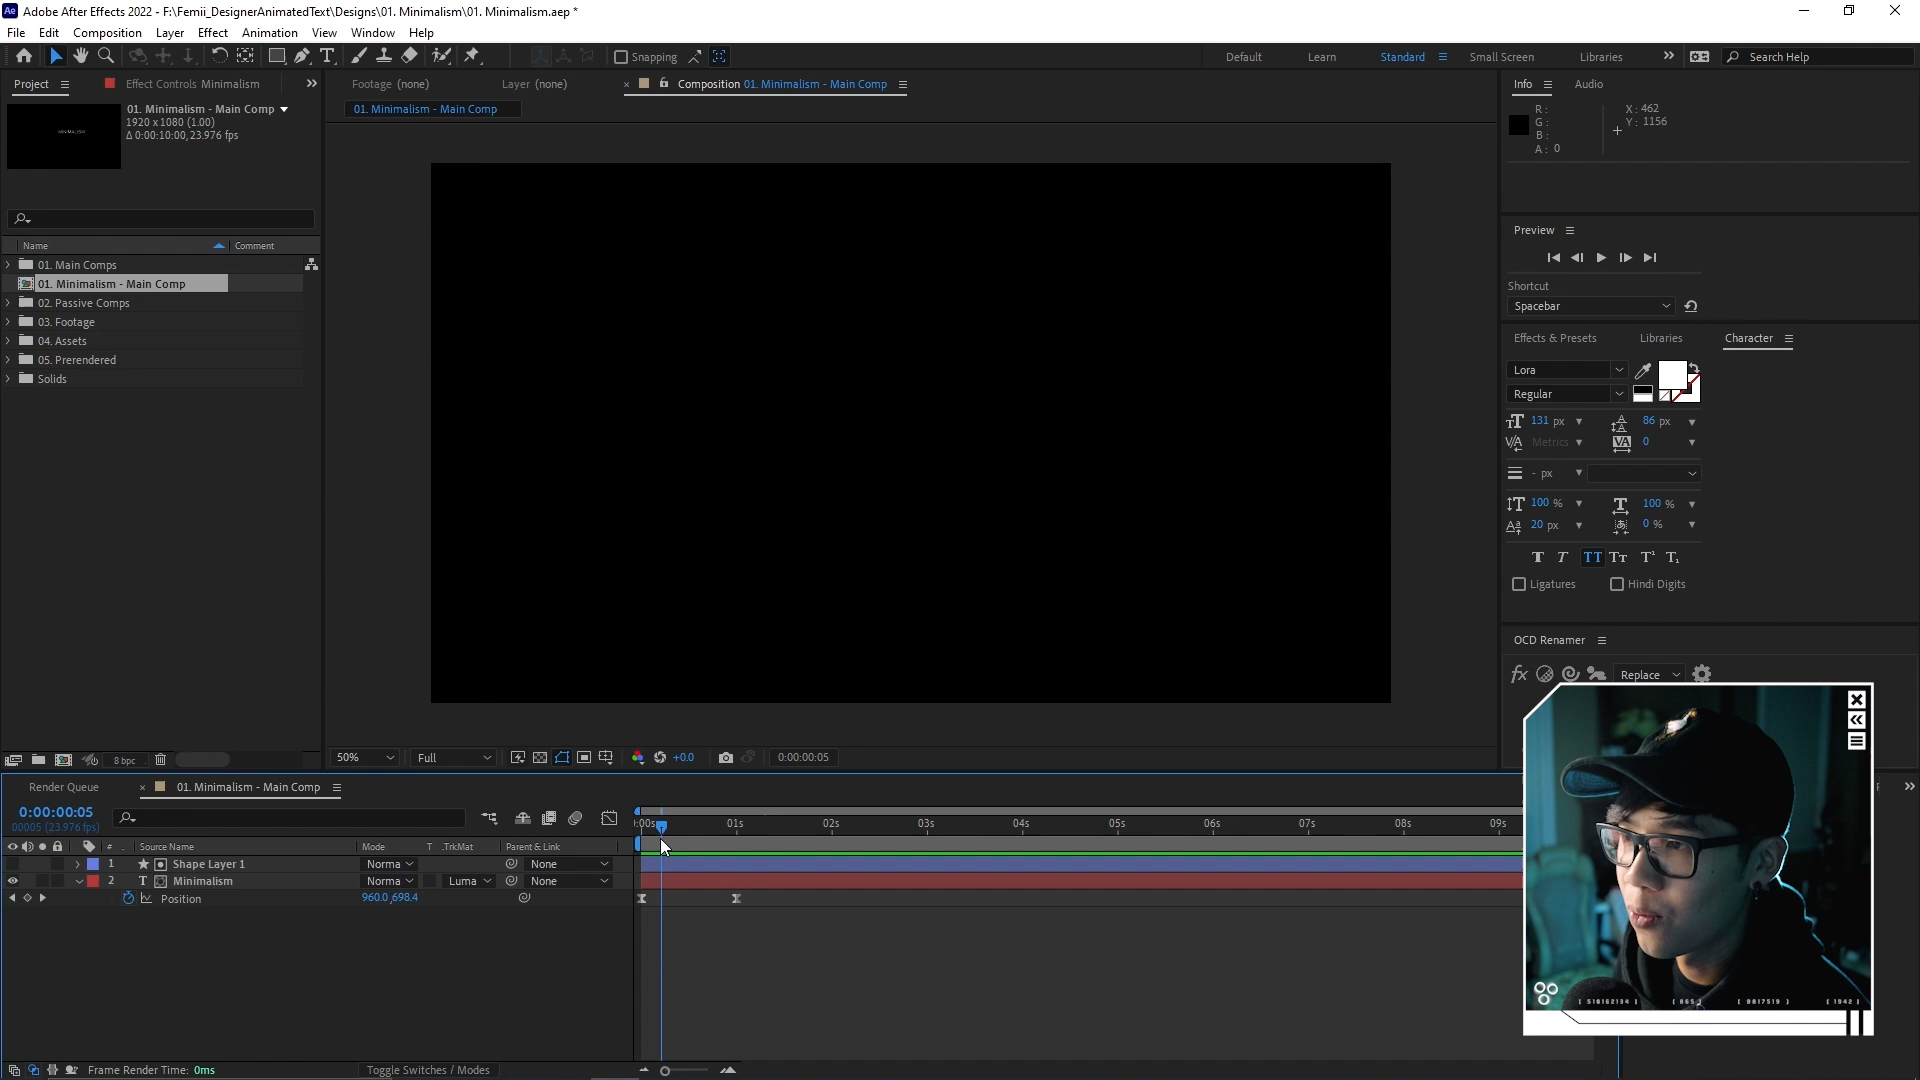 Ae Adobe After Effects 2022 - F:\Femii_DesignerAnimatedText\Designs\01. Minimalism\01. Minimalism.aep *
File Edit Composition Layer Effect Animation View Window Help
Snapping Default Learn Standard Small Screen Libraries Search Help
Project Effect Controls Minimalism Footage (none) Layer (none) Composition 01. Minimalism - Main Comp Info Audio
01. Minimalism - Main Comp
1920 x 1080 (1.00)
Δ 0:00:10:00, 23.976 fps
01. Minimalism - Main Comp
R :
G :
B :
A : 0
X : 462
Y : 1156
Preview
Shortcut
Spacebar
Name Comment
01. Main Comps
01. Minimalism - Main Comp
02. Passive Comps
03. Footage
04. Assets
05. Prerendered
Solids
Effects & Presets Libraries Character
Lora
Regular
131 px 86 px
Metrics 0
- px
100 % 100 %
20 px 0 %
Ligatures Hindi Digits
OCD Renamer
fx Replace
8 bpc
50% Full +0.0 0:00:00:05
Render Queue 01. Minimalism - Main Comp
0:00:00:05
00005 (23.976 fps)
:00s 01s 02s 03s 04s 05s 06s 07s 08s 09s
# Source Name Mode T .TrkMat Parent & Link
1 Shape Layer 1 Norma None
2 T Minimalism Norma Luma None
Position 960.0,698.4
Frame Render Time: 0ms Toggle Switches / Modes